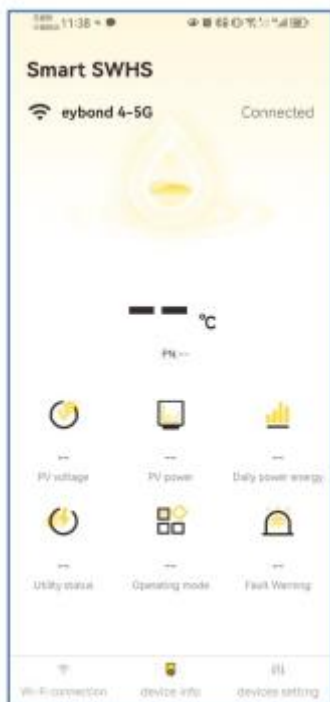 11:38
Smart SWHS
eybond 4-5G Connected
-- °C
PN:--
-- -- --
PV voltage PV power Daily power energy
-- -- --
Utility status Operating mode Fault Warning
Wi-Fi connection device info devices setting